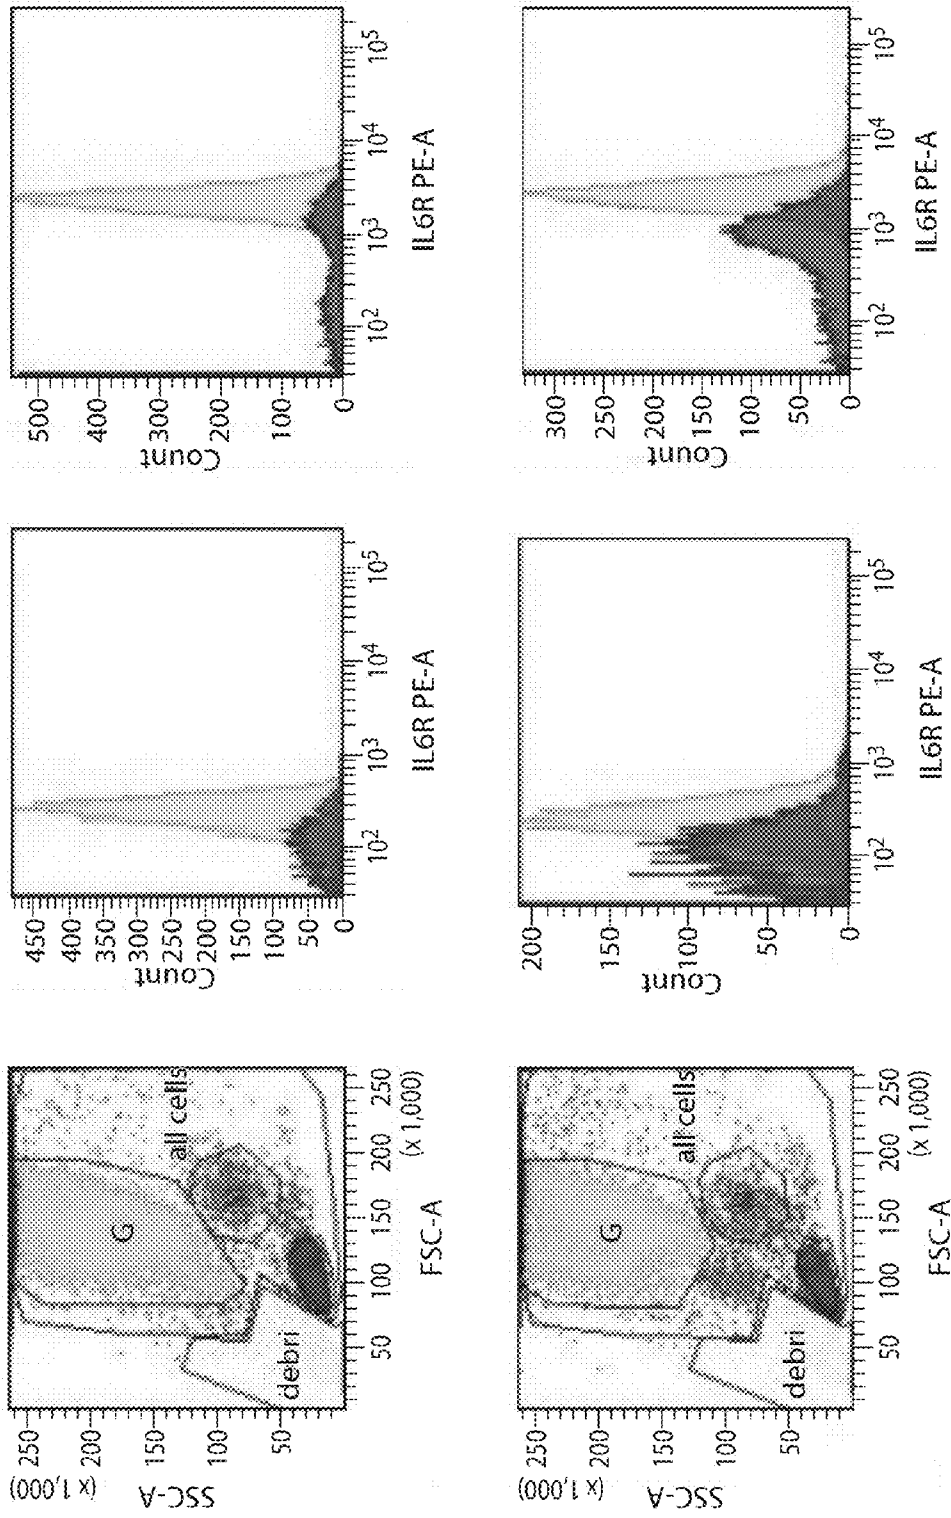 500
400
300
200
100
0
Count
10²
10³
10⁴
10⁵
IL6R PE-A
300
250
200
150
100
50
0
Count
10²
10³
10⁴
10⁵
IL6R PE-A
450
400
350
300
250
200
150
100
50
0
Count
10²
10³
10⁴
10⁵
IL6R PE-A
200
150
100
50
0
Count
10²
10³
10⁴
10⁵
IL6R PE-A
250
200
150
100
50
SSC-A
(x 1,000)
G
all cells
debri
50
100
150
200
250
(x 1,000)
FSC-A
250
200
150
100
50
SSC-A
(x 1,000)
G
all cells
debri
50
100
150
200
250
(x 1,000)
FSC-A